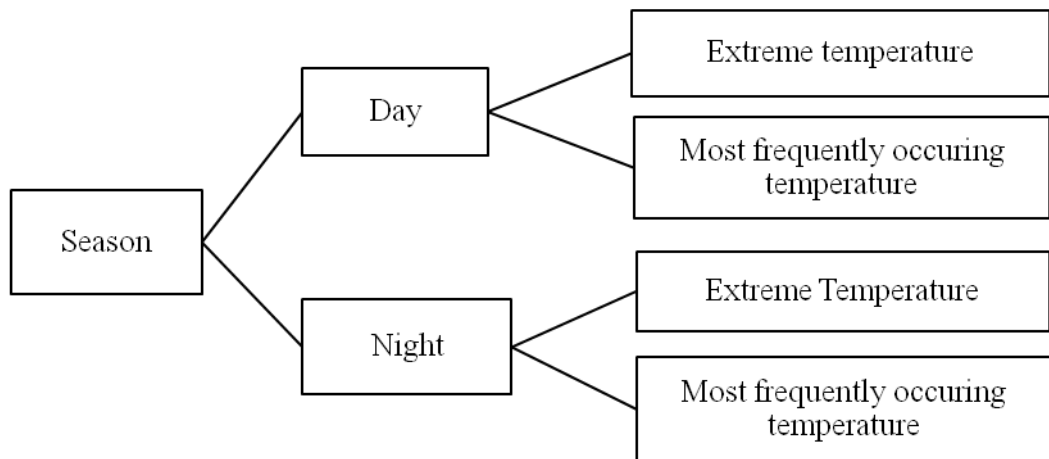 Season
Day
Extreme temperature
Most frequently occuring
temperature
Night
Extreme Temperature
Most frequently occuring
temperature